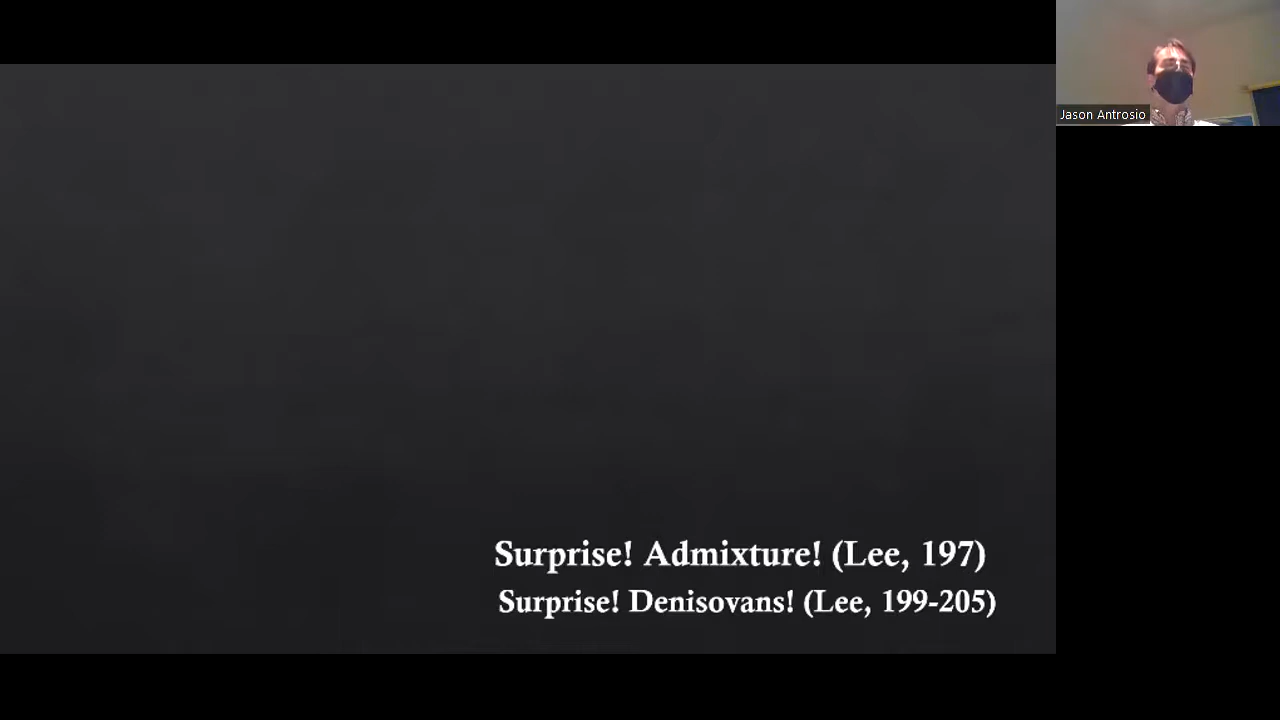 Jason Antrosio
Surprise! Admixture! (Lee, 197)
Surprise! Denisovans! (Lee, 199-205)